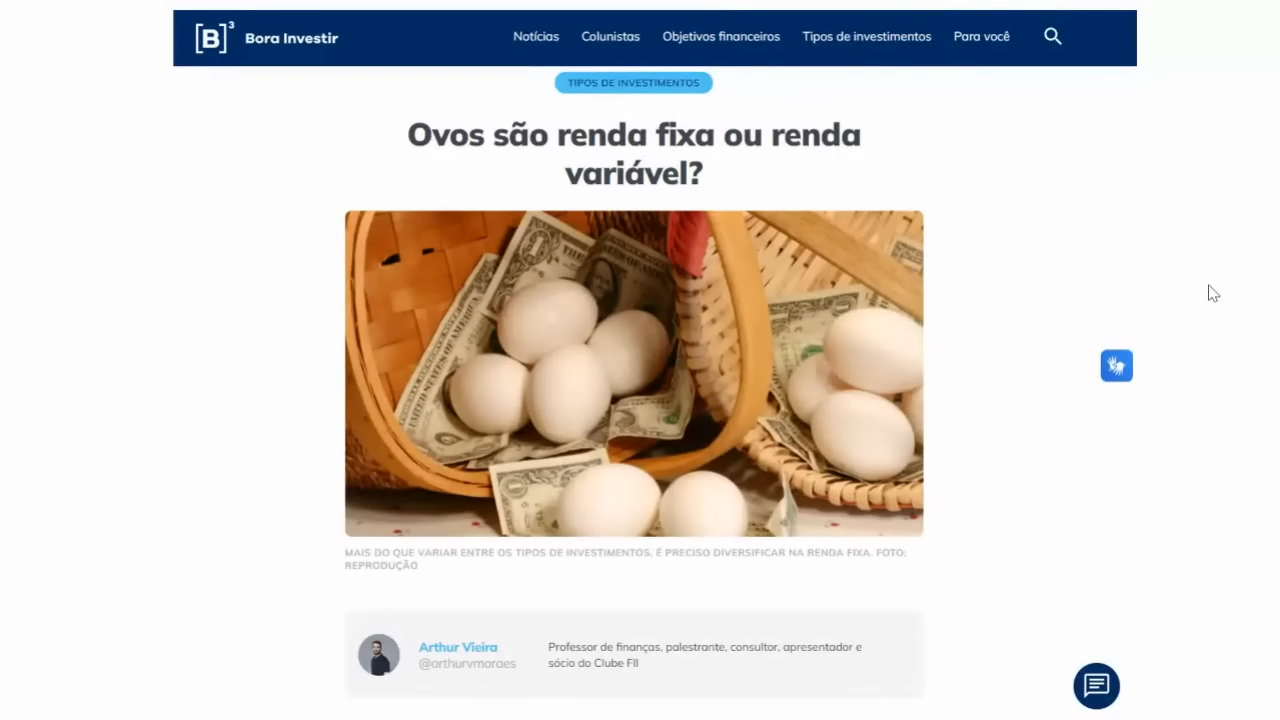 [B]³ Bora Investir Notícias Colunistas Objetivos financeiros Tipos de investimentos Para você
TIPOS DE INVESTIMENTOS
Ovos são renda fixa ou renda
variável?
MAIS DO QUE VARIAR ENTRE OS TIPOS DE INVESTIMENTOS, É PRECISO DIVERSIFICAR NA RENDA FIXA. FOTO:
REPRODUÇÃO
Arthur Vieira
@arthurvmoraes
Professor de finanças, palestrante, consultor, apresentador e
sócio do Clube FII